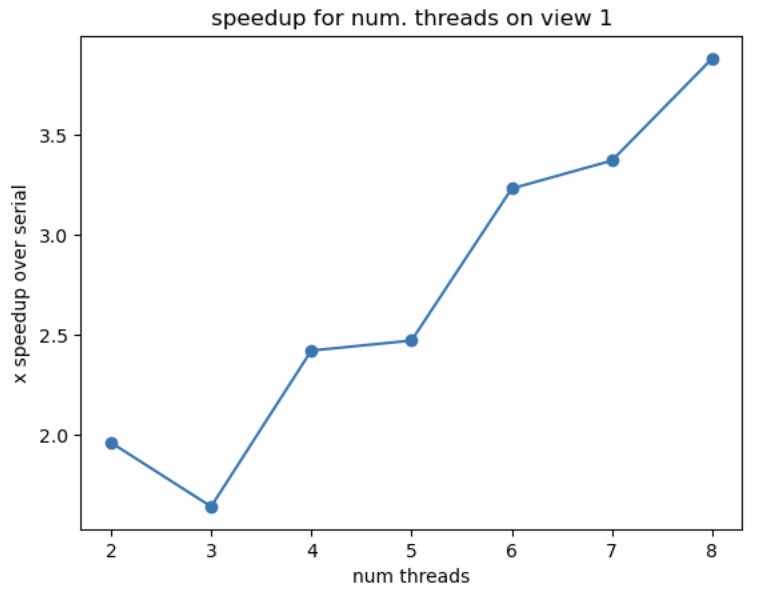 speedup for num. threads on view 1
x speedup over serial
3.5
3.0
2.5
2.0
2 3 4 5 6 7 8
num threads